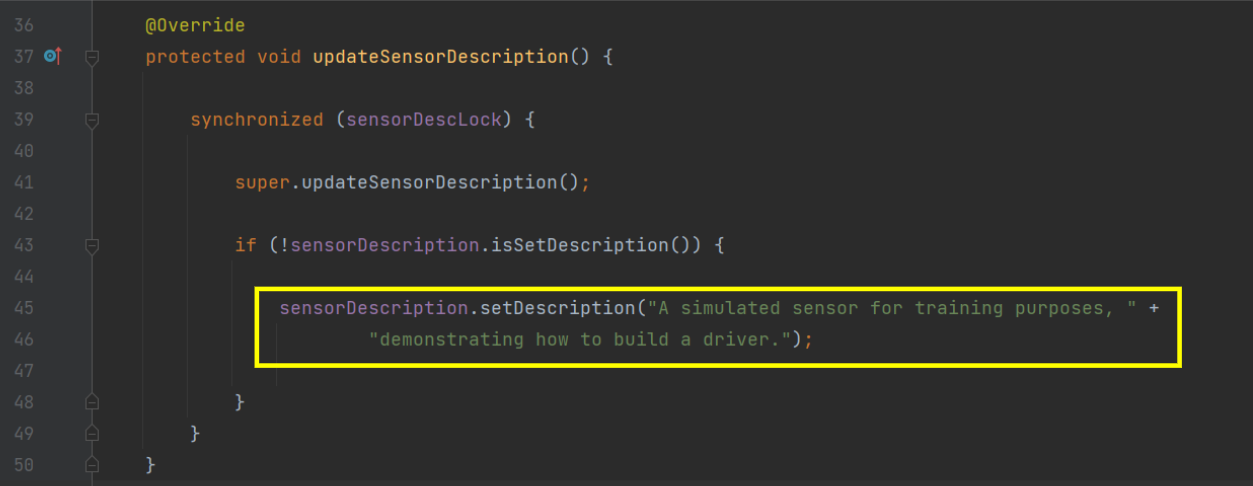 36 @Override
37 protected void updateSensorDescription() {
38
39 synchronized (sensorDescLock) {
40
41 super.updateSensorDescription();
42
43 if (!sensorDescription.isSetDescription()) {
44
45 sensorDescription.setDescription("A simulated sensor for training purposes, " +
46 "demonstrating how to build a driver.");
47
48 }
49 }
50 }